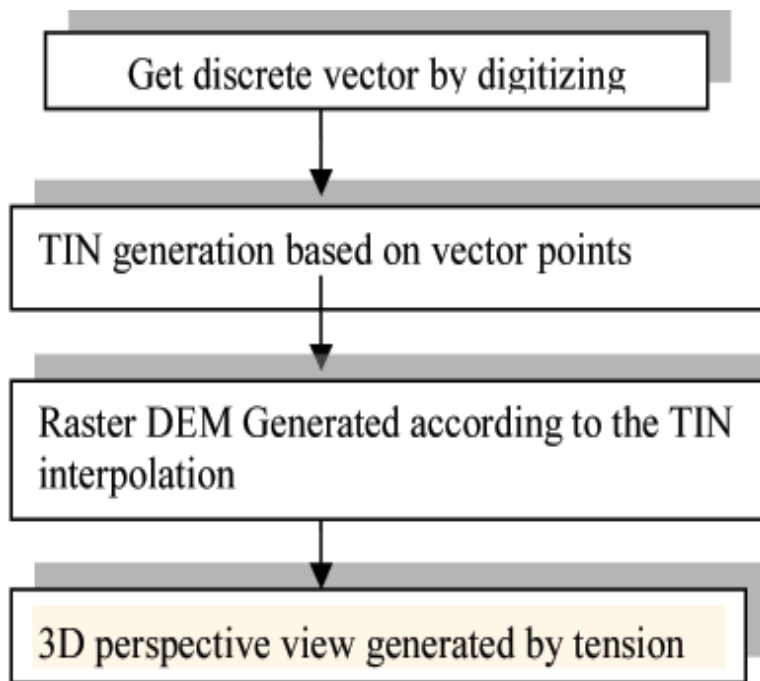 Get discrete vector by digitizing
TIN generation based on vector points
Raster DEM Generated according to the TIN
interpolation
3D perspective view generated by tension